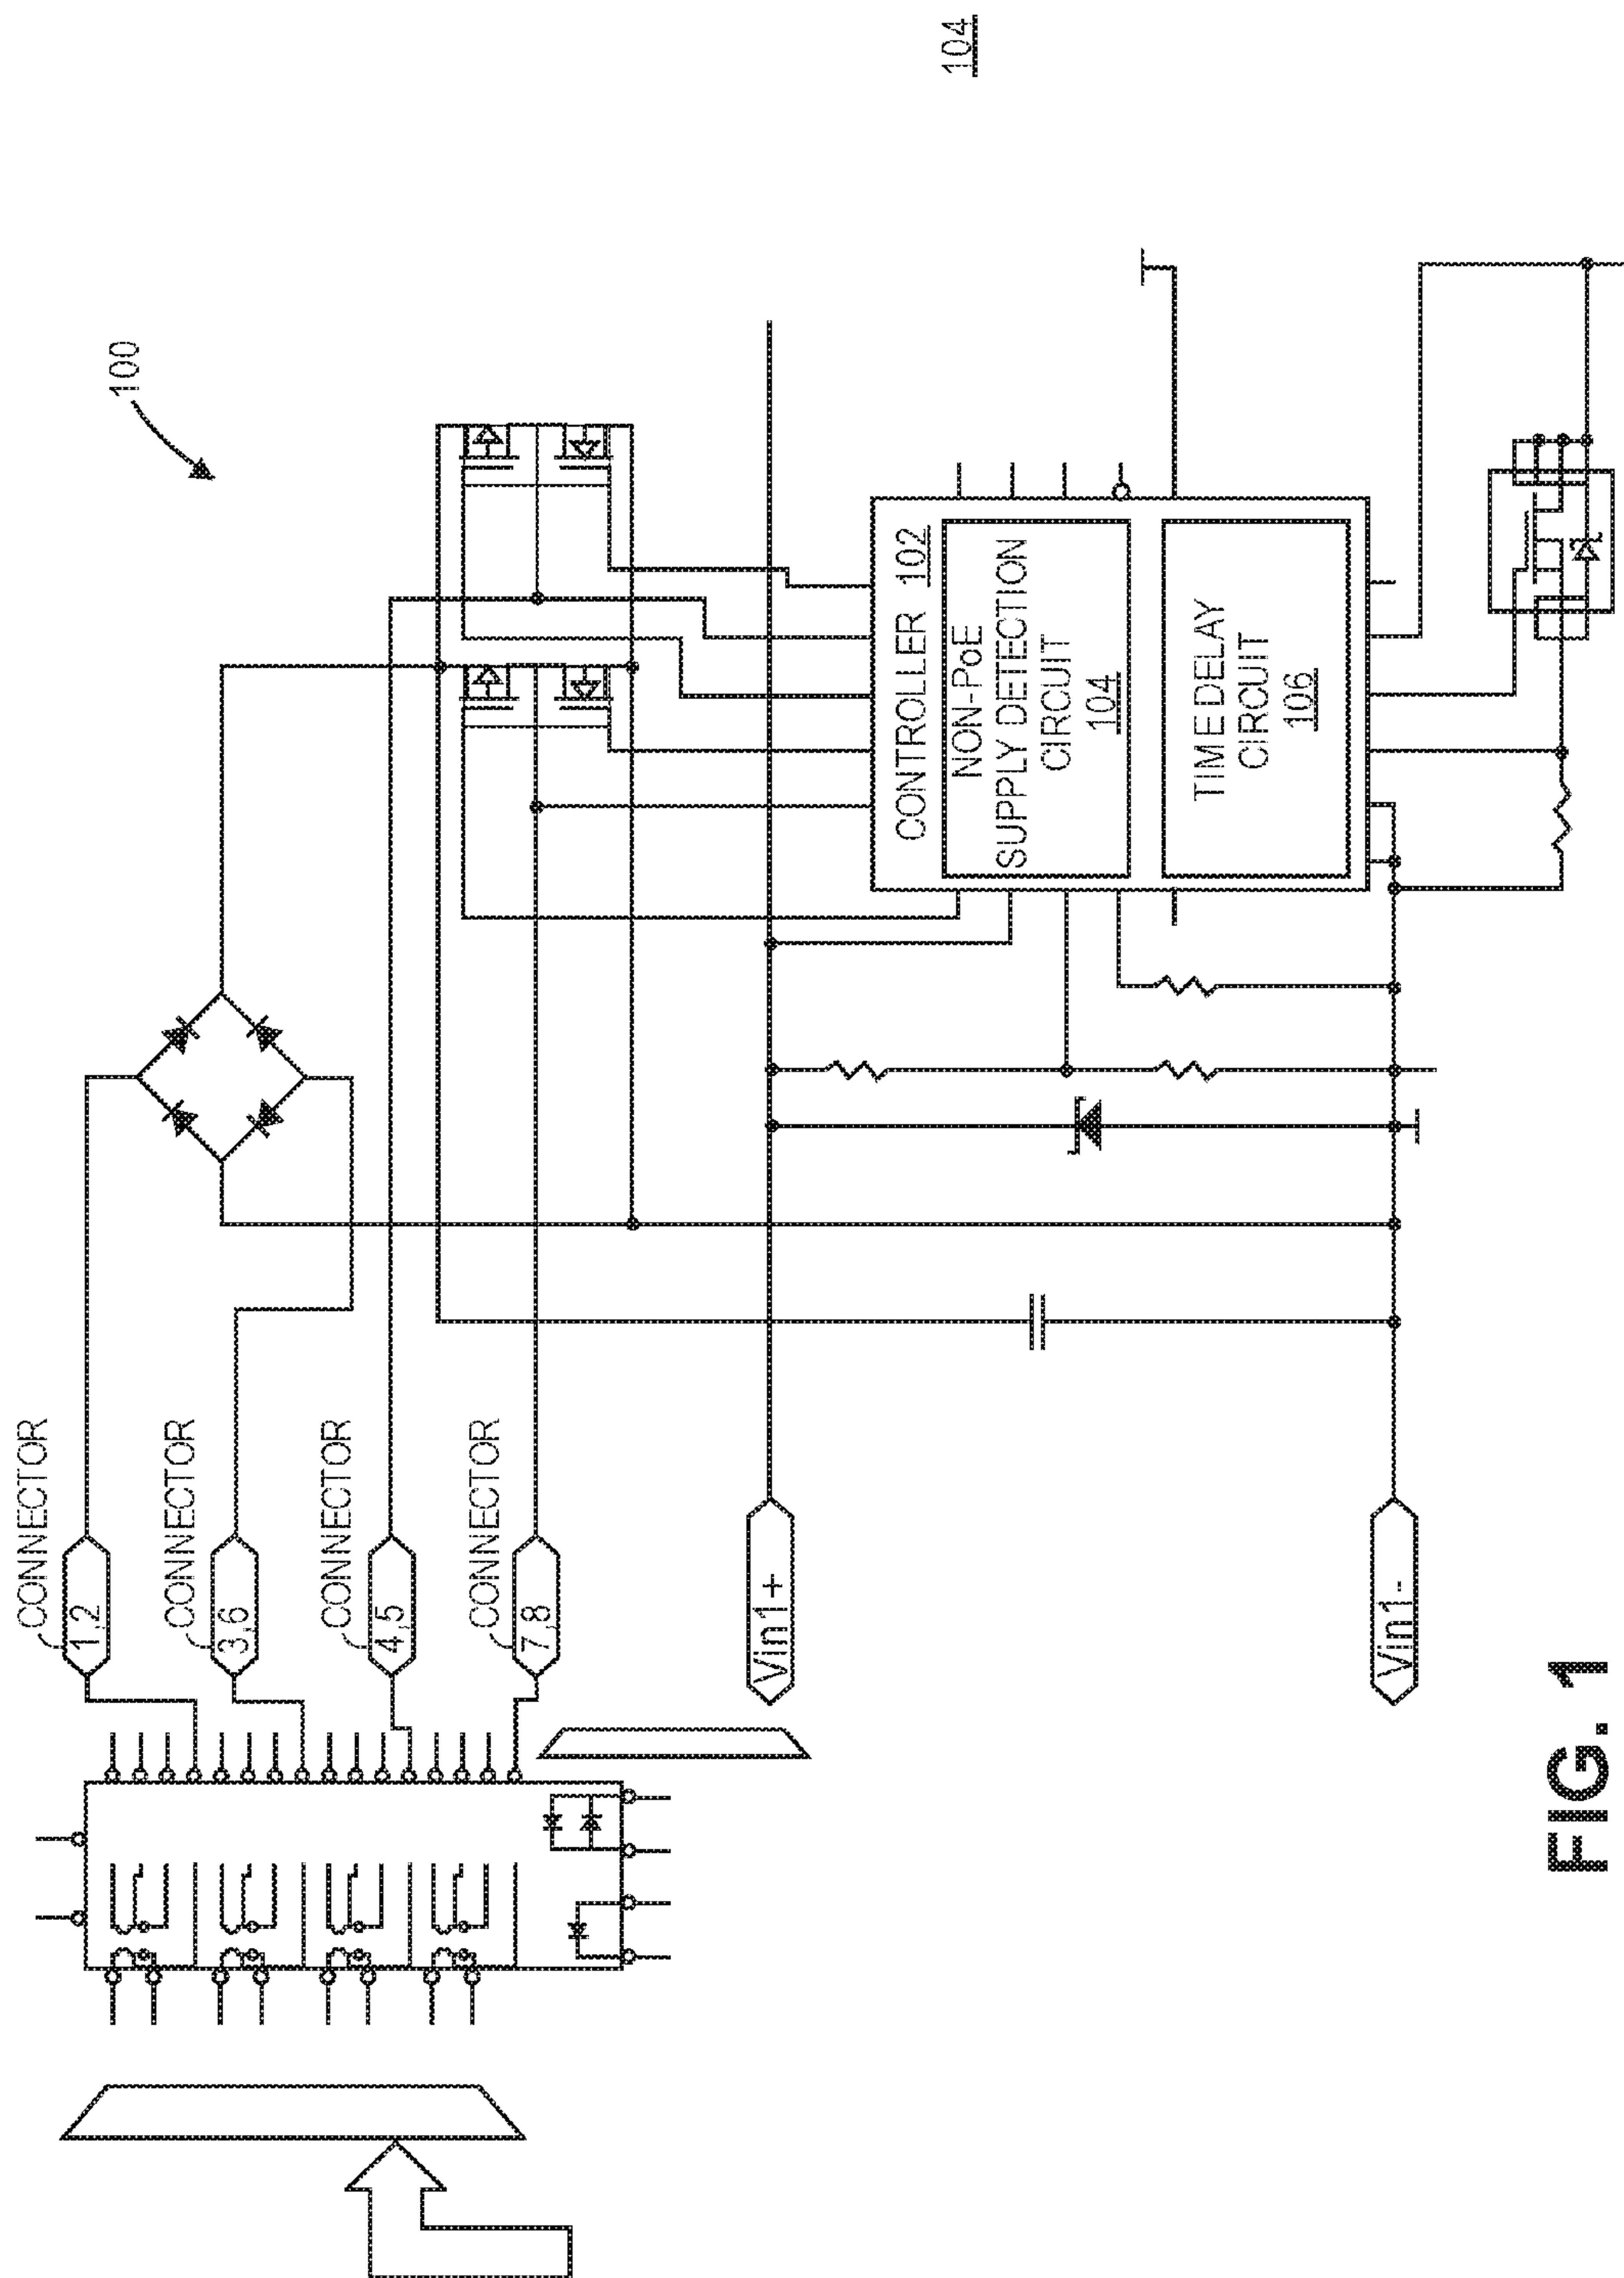 100
104
CONNECTOR
1,2
CONNECTOR
3,6
CONNECTOR
4,5
CONNECTOR
7,8
Vin1+
Vin1-
CONTROLLER 102
NON-PoE
SUPPLY DETECTION
CIRCUIT
104
TIME DELAY
CIRCUIT
106
FIG. 1